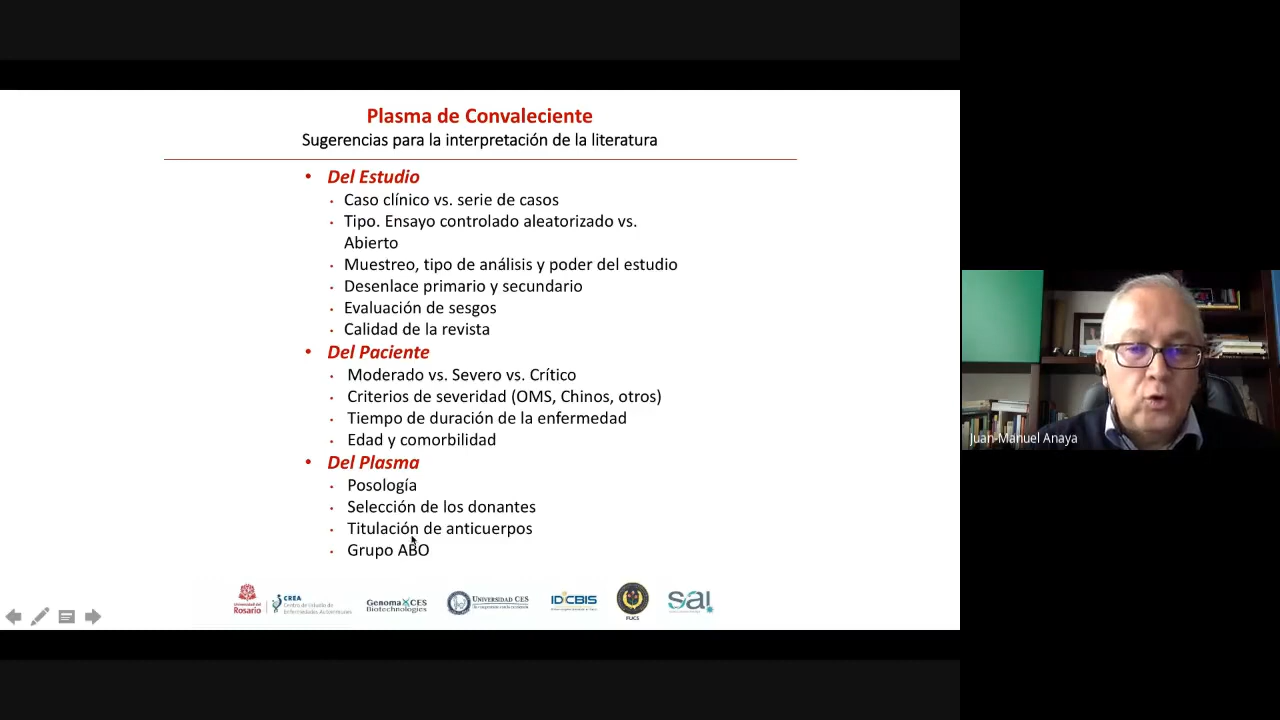 Plasma de Convaleciente
Sugerencias para la interpretación de la literatura
• Del Estudio
• Caso clínico vs. serie de casos
• Tipo. Ensayo controlado aleatorizado vs.
Abierto
• Muestreo, tipo de análisis y poder del estudio
• Desenlace primario y secundario
• Evaluación de sesgos
• Calidad de la revista
• Del Paciente
• Moderado vs. Severo vs. Crítico
• Criterios de severidad (OMS, Chinos, otros)
• Tiempo de duración de la enfermedad
• Edad y comorbilidad
• Del Plasma
• Posología
• Selección de los donantes
• Titulación de anticuerpos
• Grupo ABO
Universidad del
Rosario
CREA
Centro de Estudio de
Enfermedades Autoinmunes
GenomaCES
Biotechnologies
UNIVERSIDAD CES
IDCBIS
FUCS
sai
Juan-Manuel Anaya